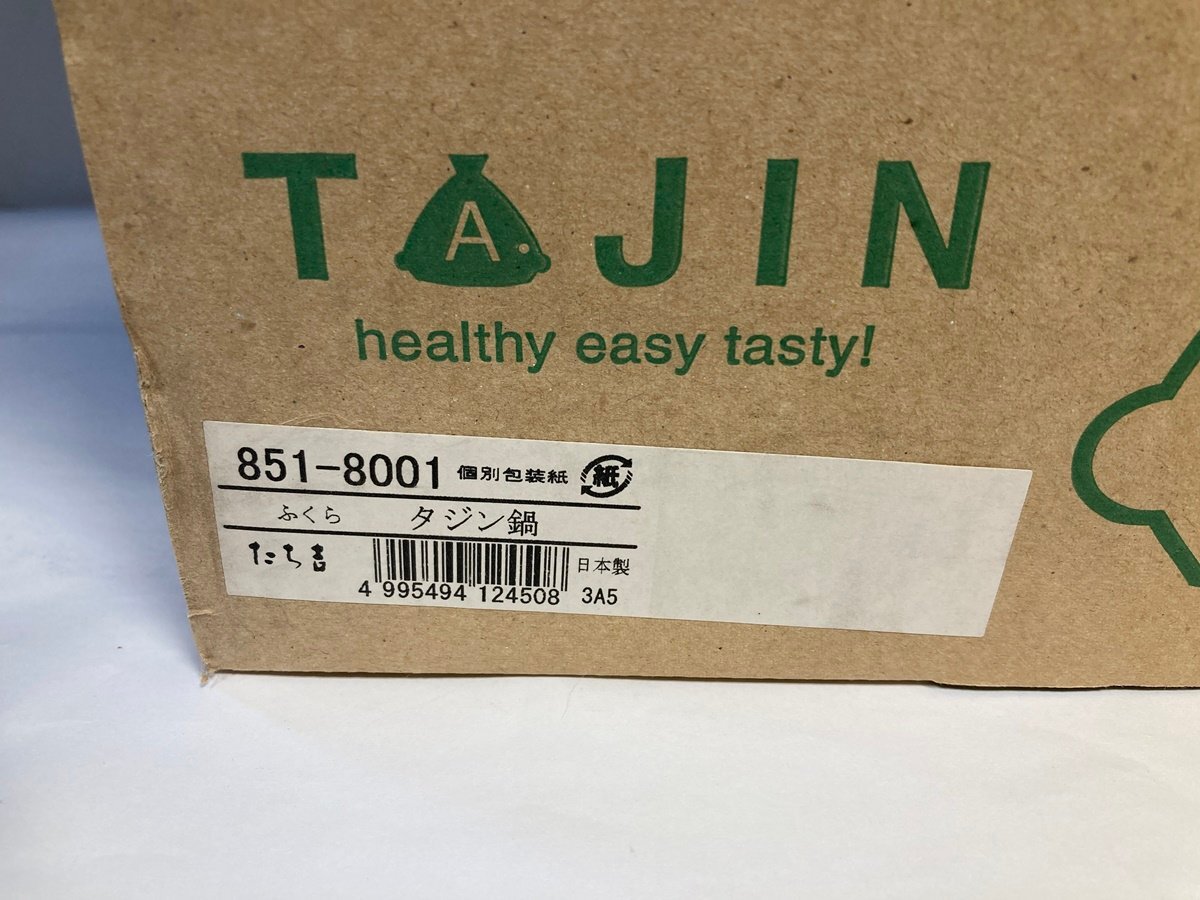 TAJIN
healthy easy tasty!
851-8001 個別包装紙 紙
ふくら タジン鍋
たち吉 日本製
4 995494 124508 3A5